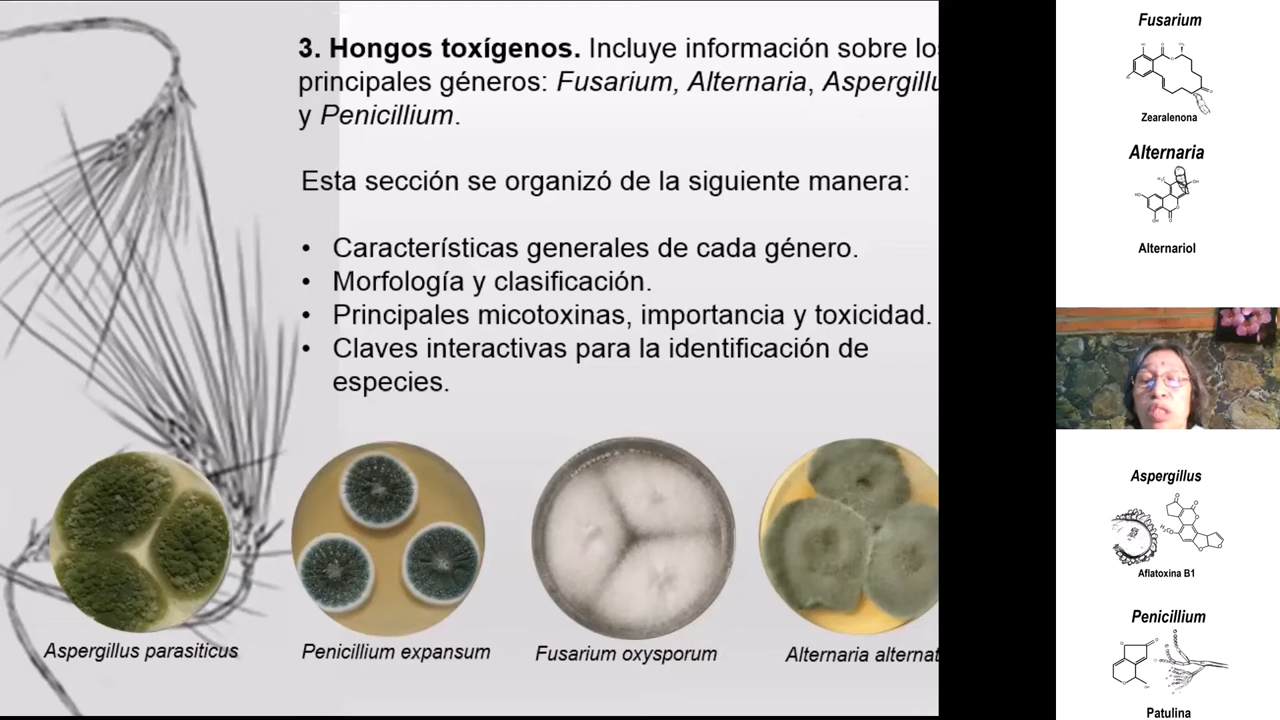 3. Hongos toxígenos. Incluye información sobre lo
principales géneros: Fusarium, Alternaria, Aspergillu
y Penicillium.
Esta sección se organizó de la siguiente manera:
• Características generales de cada género.
• Morfología y clasificación.
• Principales micotoxinas, importancia y toxicidad.
• Claves interactivas para la identificación de
especies.
Aspergillus parasiticus
Penicillium expansum
Fusarium oxysporum
Alternaria alternat
Fusarium
Zearalenona
Alternaria
Alternariol
Aspergillus
Aflatoxina B1
Penicillium
Patulina